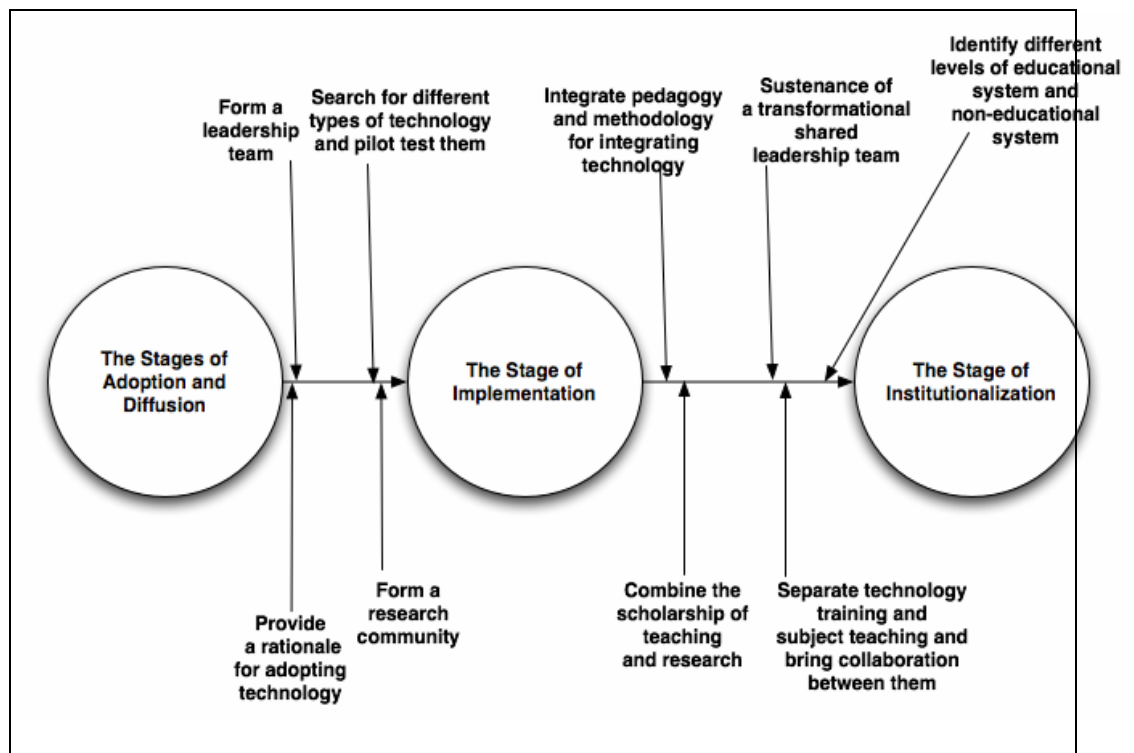 Form a
leadership
team
Search for different
types of technology
and pilot test them
Integrate pedagogy
and methodology
for integrating
technology
Sustenance of
a transformational
shared
leadership team
Identify different
levels of educational
system and
non-educational
system
The Stages of
Adoption and
Diffusion
The Stage of
Implementation
The Stage of
Institutionalization
Provide
a rationale
for adopting
technology
Form a
research
community
Combine the
scholarship of
teaching
and research
Separate technology
training and
subject teaching and
bring collaboration
between them